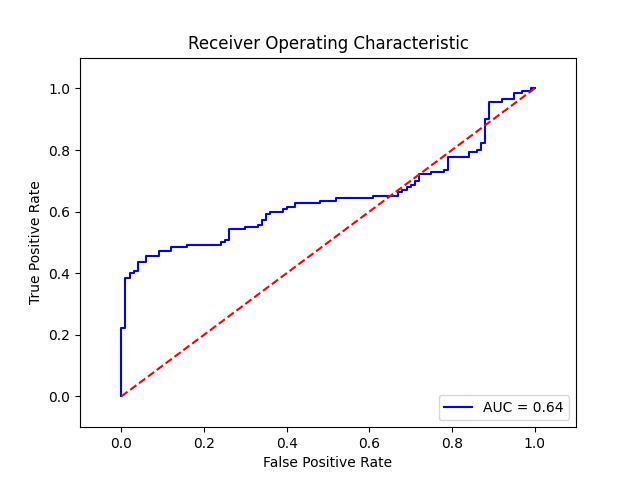 Receiver Operating Characteristic
True Positive Rate
1.0
0.8
0.6
0.4
0.2
0.0
0.0 0.2 0.4 0.6 0.8 1.0
False Positive Rate
AUC = 0.64